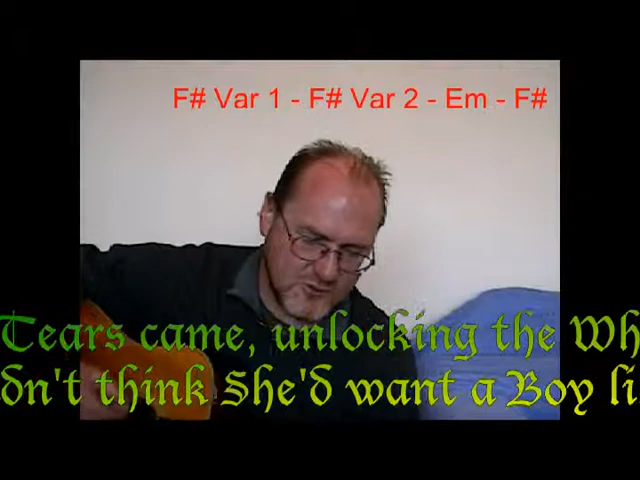 F# Var 1 - F# Var 2 - Em - F#
Tears came, unlocking the Wh
dn't think She'd want a Boy li